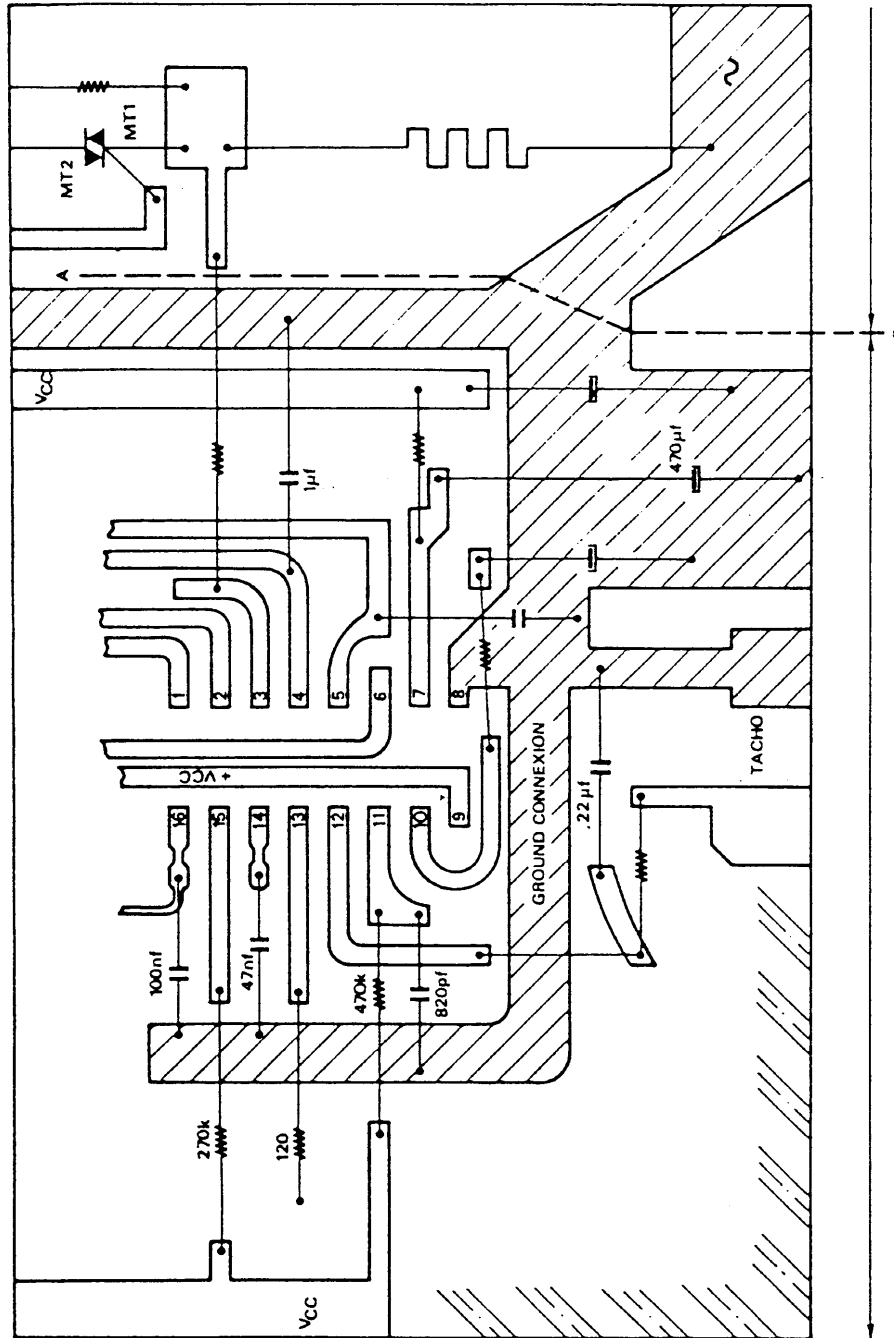 MT2
MT1
~
A
VCC
1µf
470µf
1
2
3
4
5
6
7
8
+ VCC
16
15
14
13
12
11
10
9
GROUND CONNEXION
.22 µf
TACHO
100nf
47nf
470k
820pf
270k
120
VCC